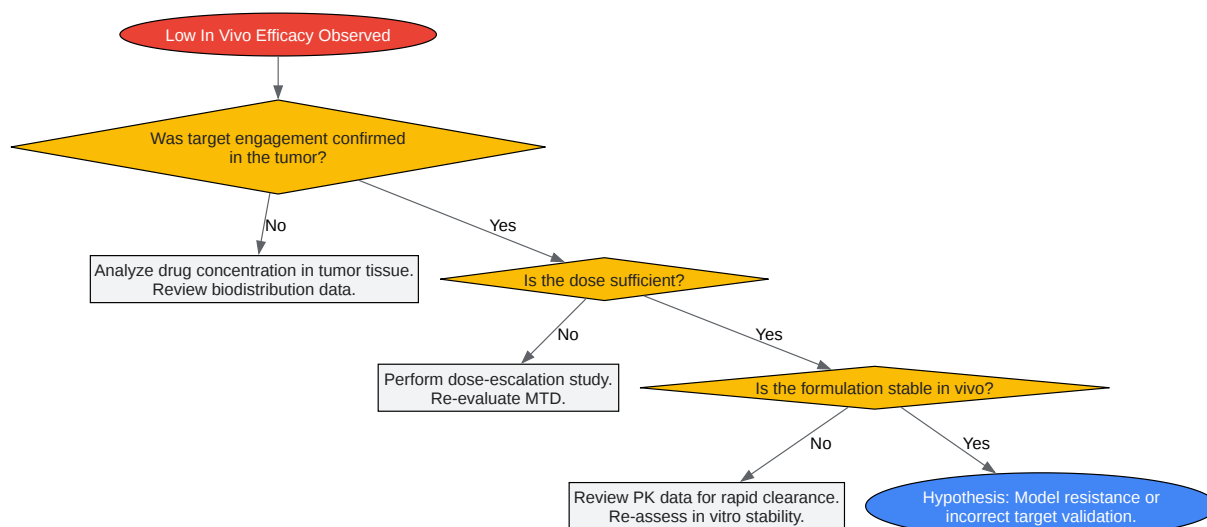 Low In Vivo Efficacy Observed
Was target engagement confirmed
in the tumor?
No
Yes
Analyze drug concentration in tumor tissue.
Review biodistribution data.
Is the dose sufficient?
No
Yes
Perform dose-escalation study.
Re-evaluate MTD.
Is the formulation stable in vivo?
No
Yes
Review PK data for rapid clearance.
Re-assess in vitro stability.
Hypothesis: Model resistance or
incorrect target validation.